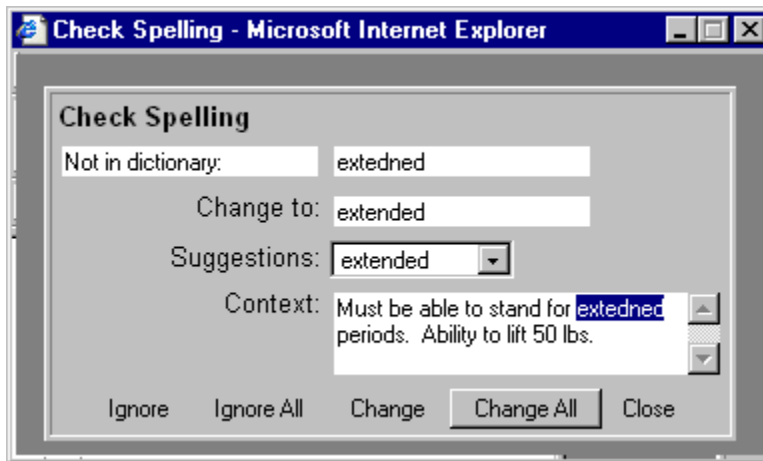 Check Spelling - Microsoft Internet Explorer
Check Spelling
Not in dictionary: extedned
Change to: extended
Suggestions: extended
Context: Must be able to stand for extedned
periods. Ability to lift 50 lbs.
Ignore Ignore All Change Change All Close